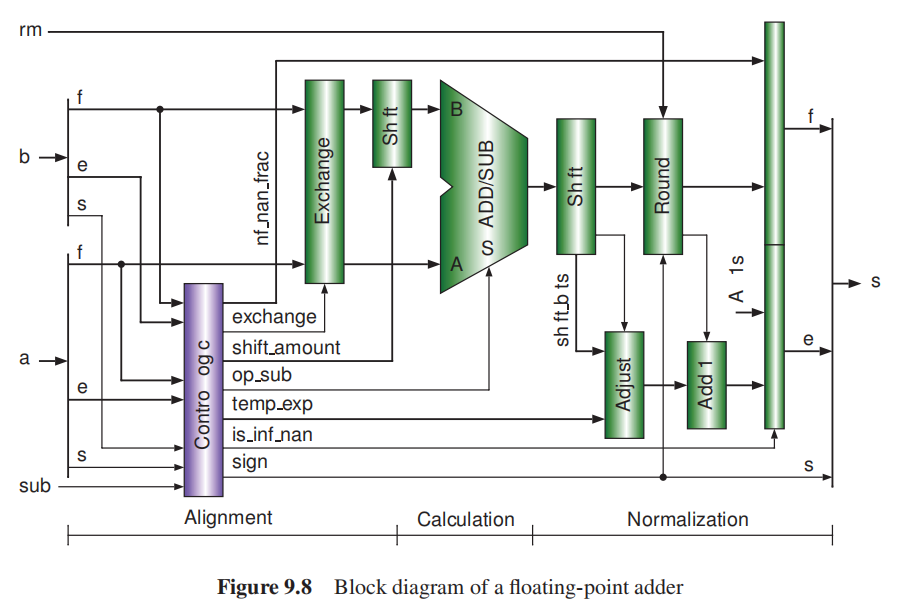 rm
f
b
e
s
f
a
e
s
sub
nf_nan_frac
Exchange
Sh ft
B
ADD/SUB
S
A
Sh ft
Round
f
A 1s
s
sh ft_b ts
Adjust
Add 1
e
s
Contro og c
exchange
shift_amount
op_sub
temp_exp
is_inf_nan
sign
Alignment
Calculation
Normalization
Figure 9.8 Block diagram of a floating-point adder